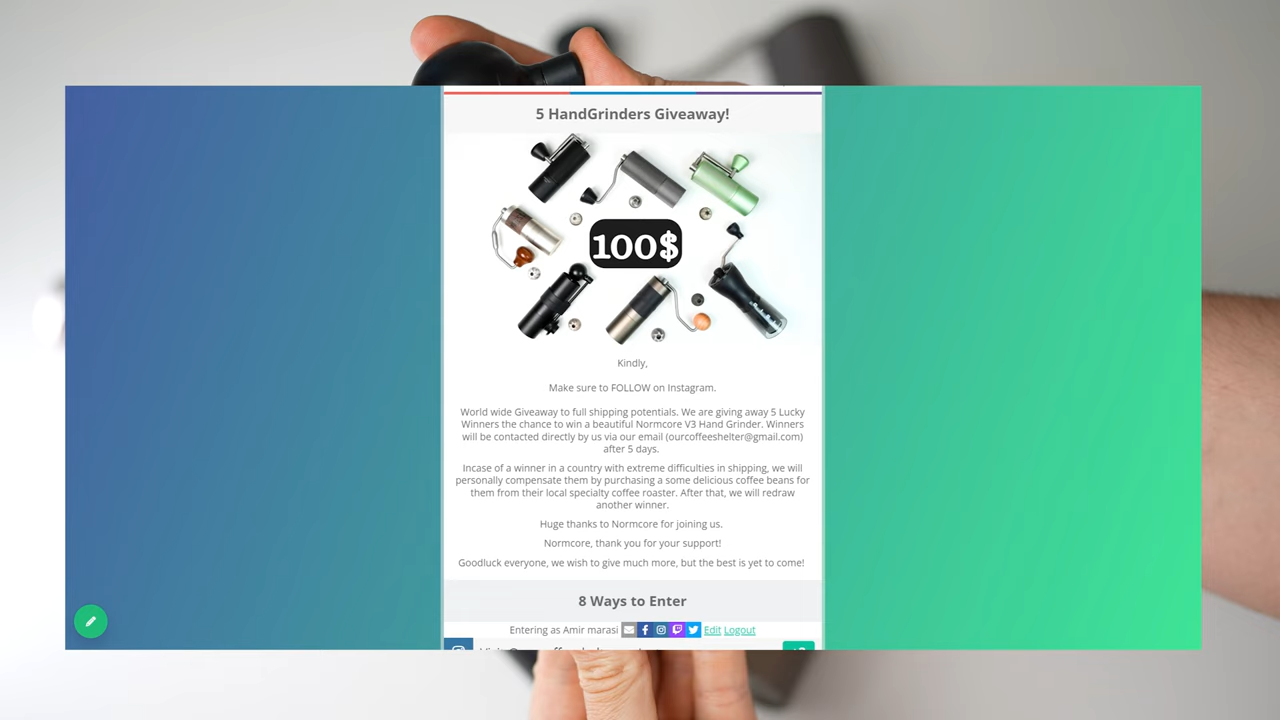 5 HandGrinders Giveaway!
100$
Kindly,
Make sure to FOLLOW on Instagram.
World wide Giveaway to full shipping potentials. We are giving away 5 Lucky
Winners the chance to win a beautiful Normcore V3 Hand Grinder. Winners
will be contacted directly by us via our email (ourcoffeeshelter@gmail.com)
after 5 days.
Incase of a winner in a country with extreme difficulties in shipping, we will
personally compensate them by purchasing a some delicious coffee beans for
them from their local specialty coffee roaster. After that, we will redraw
another winner.
Huge thanks to Normcore for joining us.
Normcore, thank you for your support!
Goodluck everyone, we wish to give much more, but the best is yet to come!
8 Ways to Enter
Entering as Amir marasi Edit Logout